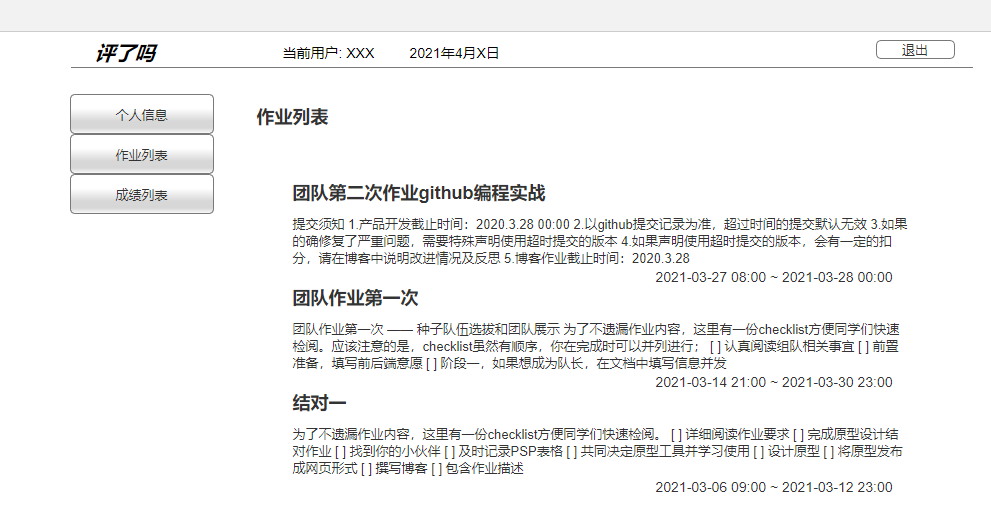 评了吗 当前用户: XXX 2021年4月X日 退出
个人信息
作业列表
成绩列表
作业列表
团队第二次作业github编程实战
提交须知 1.产品开发截止时间：2020.3.28 00:00 2.以github提交记录为准，超过时间的提交默认无效 3.如果
的确修复了严重问题，需要特殊声明使用超时提交的版本 4.如果声明使用超时提交的版本，会有一定的扣
分，请在博客中说明改进情况及反思 5.博客作业截止时间：2020.3.28
2021-03-27 08:00 ~ 2021-03-28 00:00
团队作业第一次
团队作业第一次 —— 种子队伍选拔和团队展示 为了不遗漏作业内容，这里有一份checklist方便同学们快速
检阅。应该注意的是，checklist虽然有顺序，你在完成时可以并列进行； [ ] 认真阅读组队相关事宜 [ ] 前置
准备，填写前后端意愿 [ ] 阶段一，如果想成为队长，在文档中填写信息并发
2021-03-14 21:00 ~ 2021-03-30 23:00
结对一
为了不遗漏作业内容，这里有一份checklist方便同学们快速检阅。 [ ] 详细阅读作业要求 [ ] 完成原型设计结
对作业 [ ] 找到你的小伙伴 [ ] 及时记录PSP表格 [ ] 共同决定原型工具并学习使用 [ ] 设计原型 [ ] 将原型发布
成网页形式 [ ] 撰写博客 [ ] 包含作业描述
2021-03-06 09:00 ~ 2021-03-12 23:00